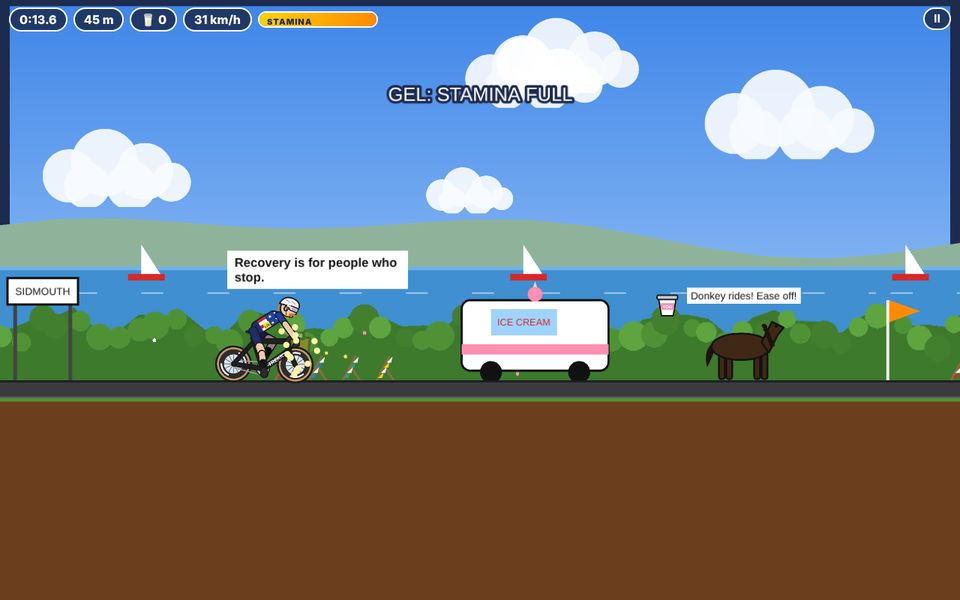 0:13.6
45 m
0
31 km/h
STAMINA
GEL: STAMINA FULL
Recovery is for people who
stop.
SIDMOUTH
ICE CREAM
Donkey rides! Ease off!